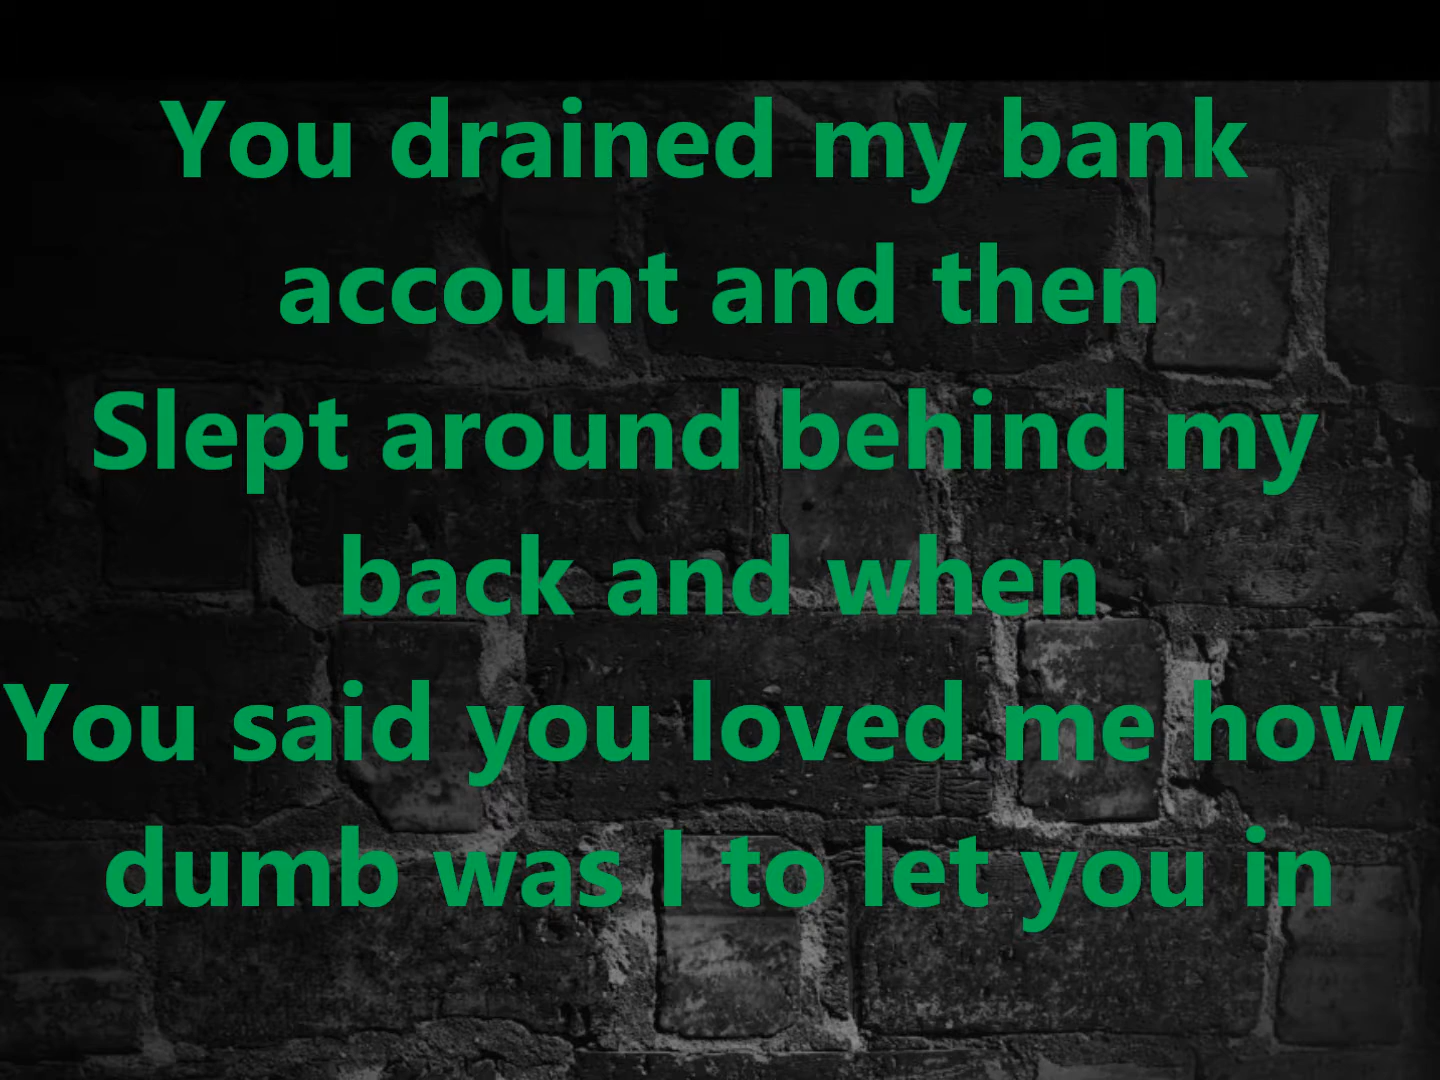 You drained my bank
account and then
Slept around behind my
back and when
You said you loved me how
dumb was I to let you in